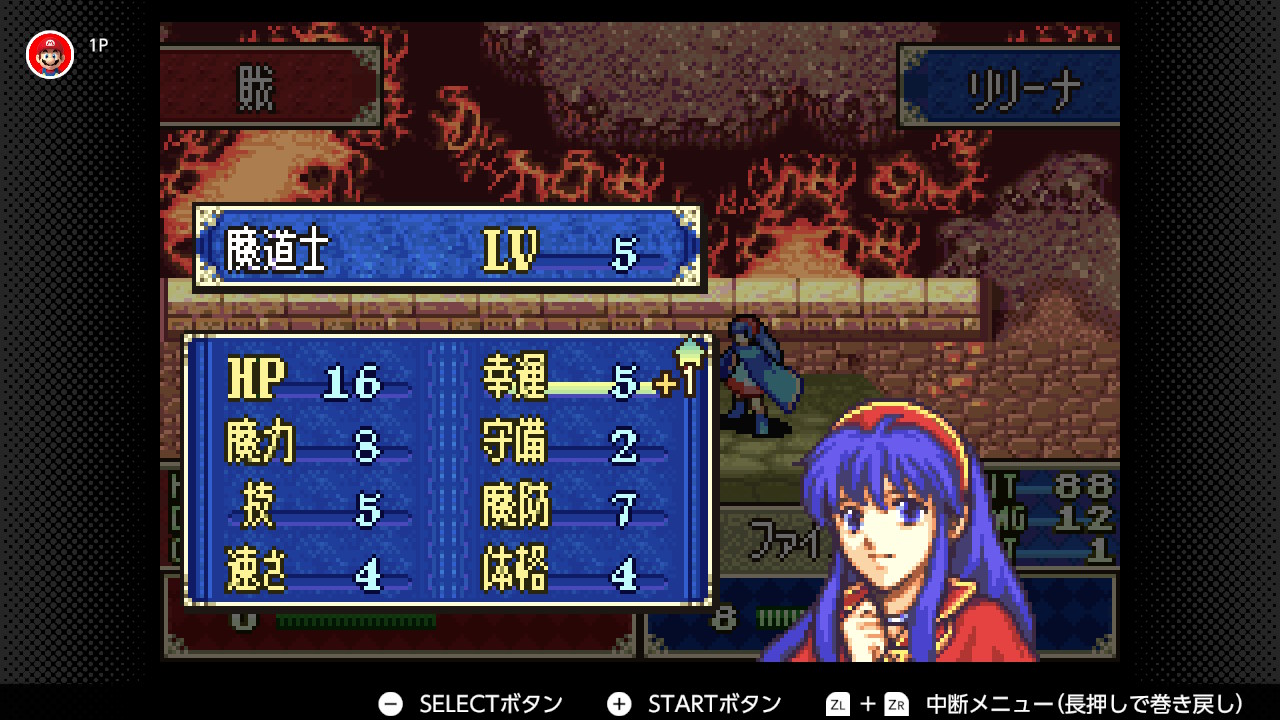 1P
賊
リリーナ
魔道士 LV 5
HP 16 幸運 5 +1
魔力 8 守備 2
技 5 魔防 7
速さ 4 体格 4
88
12
ファイ
1
8
SELECTボタン STARTボタン ZL + ZR 中断メニュー(長押しで巻き戻し)